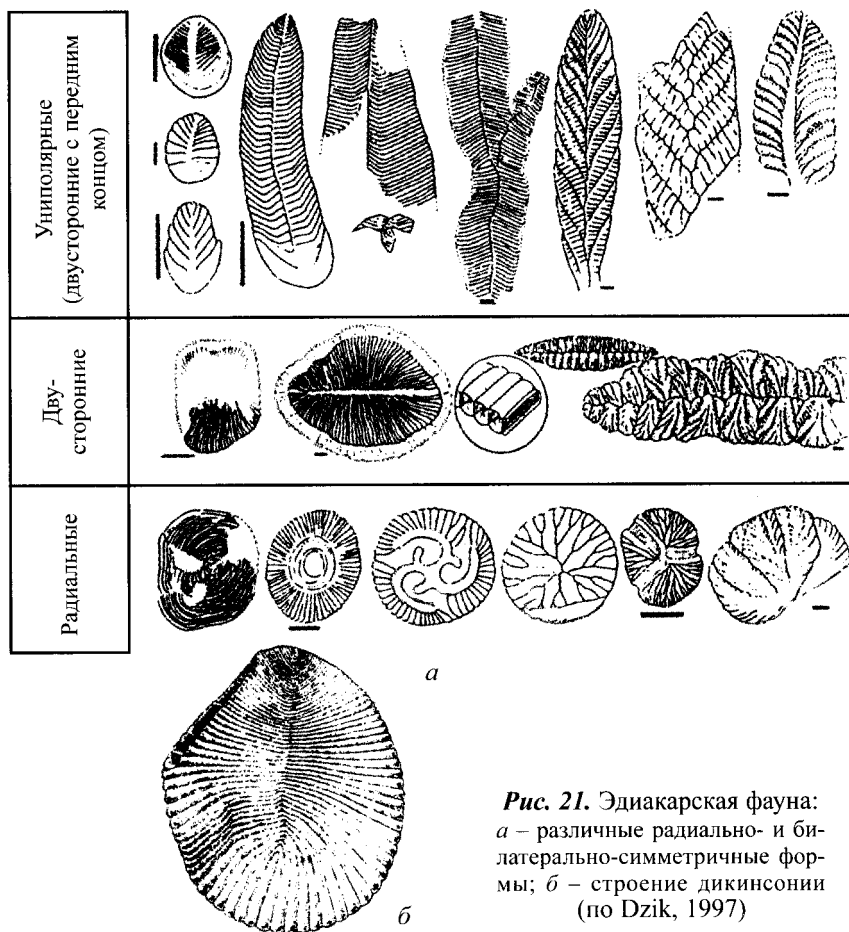 Униполярные
(двусторонние с передним
концом)
Дву-
сторонние
Радиальные
а
б
Рис. 21. Эдиакарская фауна:
а – различные радиально- и би-
латерально-симметричные фор-
мы; б – строение дикинсонии
(по Dzik, 1997)